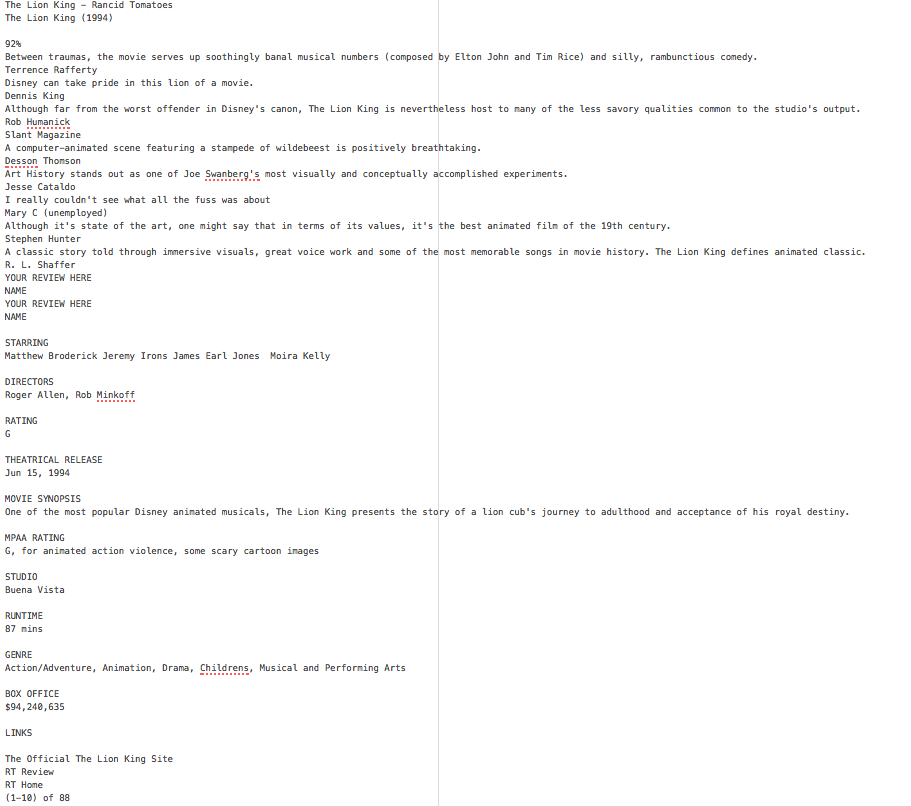 The Lion King – Rancid Tomatoes
The Lion King (1994)
92%
Between traumas, the movie serves up soothingly banal musical numbers (composed by Elton John and Tim Rice) and silly, rambunctious comedy.
Terrence Rafferty
Disney can take pride in this lion of a movie.
Dennis King
Although far from the worst offender in Disney's canon, The Lion King is nevertheless host to many of the less savory qualities common to the studio's output.
Rob Humanick
Slant Magazine
A computer–animated scene featuring a stampede of wildebeest is positively breathtaking.
Desson Thomson
Art History stands out as one of Joe Swanberg's most visually and conceptually accomplished experiments.
Jesse Cataldo
I really couldn't see what all the fuss was about
Mary C (unemployed)
Although it's state of the art, one might say that in terms of its values, it's the best animated film of the 19th century.
Stephen Hunter
A classic story told through immersive visuals, great voice work and some of the most memorable songs in movie history. The Lion King defines animated classic.
R. L. Shaffer
YOUR REVIEW HERE
NAME
YOUR REVIEW HERE
NAME
STARRING
Matthew Broderick Jeremy Irons James Earl Jones  Moira Kelly
DIRECTORS
Roger Allen, Rob Minkoff
RATING
G
THEATRICAL RELEASE
Jun 15, 1994
MOVIE SYNOPSIS
One of the most popular Disney animated musicals, The Lion King presents the story of a lion cub's journey to adulthood and acceptance of his royal destiny.
MPAA RATING
G, for animated action violence, some scary cartoon images
STUDIO
Buena Vista
RUNTIME
87 mins
GENRE
Action/Adventure, Animation, Drama, Childrens, Musical and Performing Arts
BOX OFFICE
$94,240,635
LINKS
The Official The Lion King Site
RT Review
RT Home
(1–10) of 88